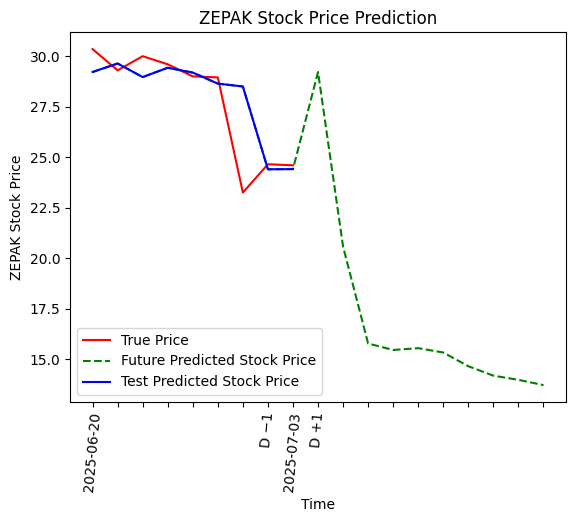 ZEPAK Stock Price Prediction
ZEPAK Stock Price
30.0
27.5
25.0
22.5
20.0
17.5
15.0
True Price
Future Predicted Stock Price
Test Predicted Stock Price
2025-06-20
D −1
2025-07-03
D +1
Time